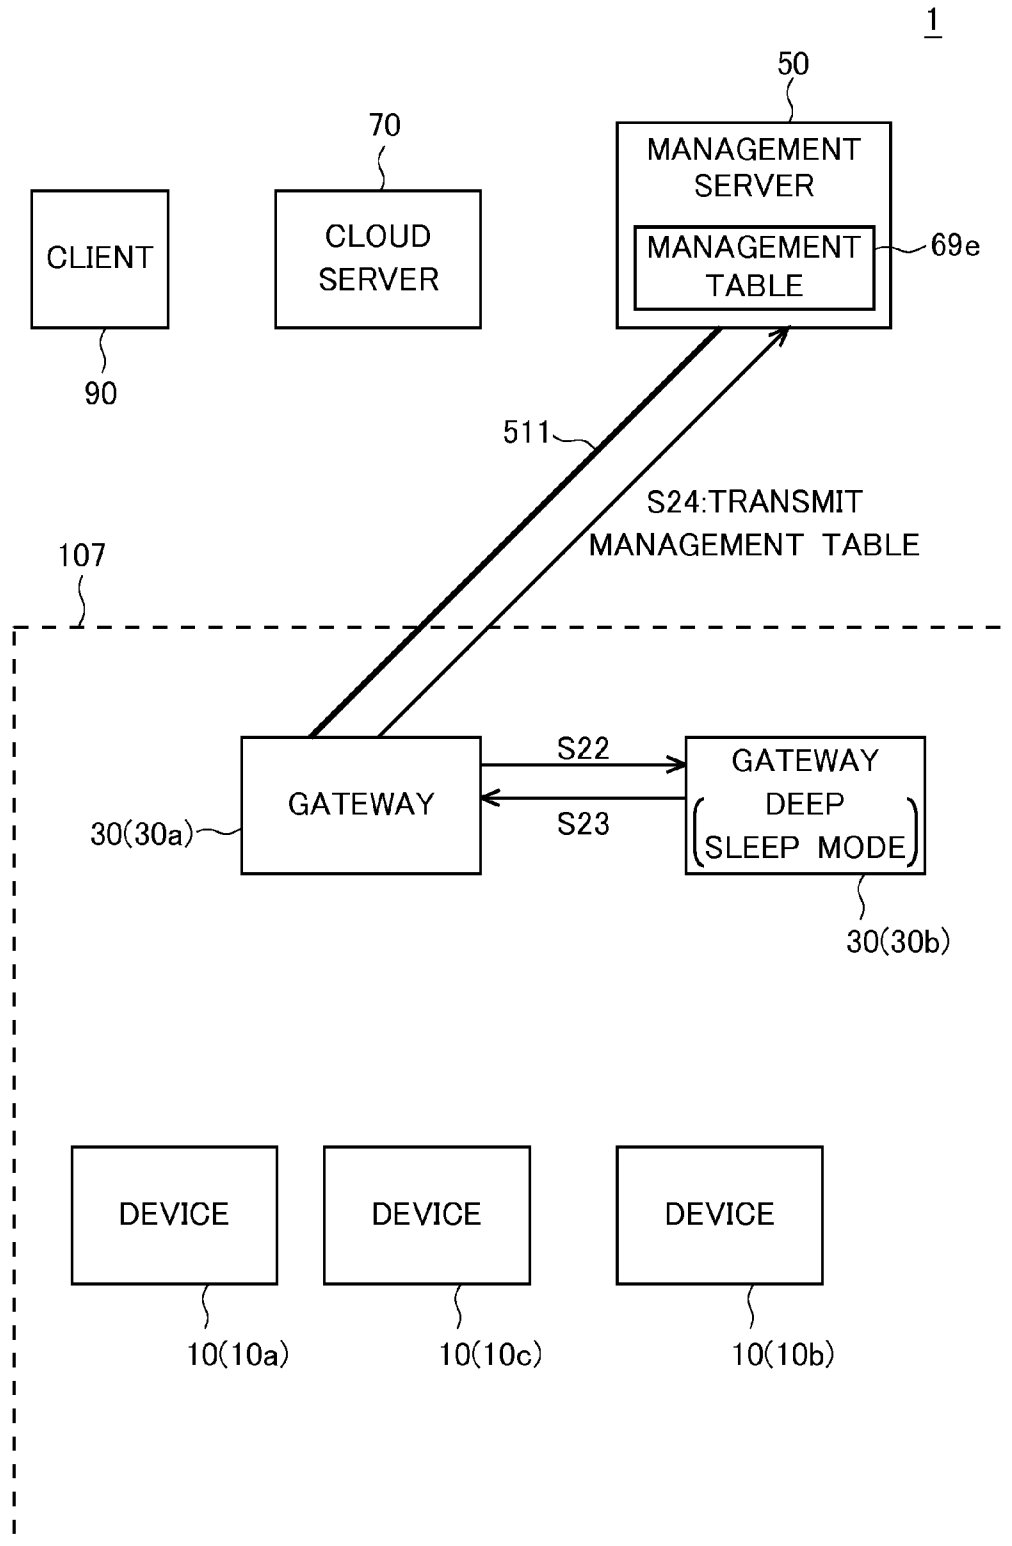 1
50
70
MANAGEMENT
SERVER
CLIENT
CLOUD
SERVER
MANAGEMENT
TABLE
69e
90
511
S24:TRANSMIT
MANAGEMENT TABLE
107
S22
GATEWAY
GATEWAY
DEEP
SLEEP MODE
30(30a)
S23
30(30b)
DEVICE
DEVICE
DEVICE
10(10a)
10(10c)
10(10b)